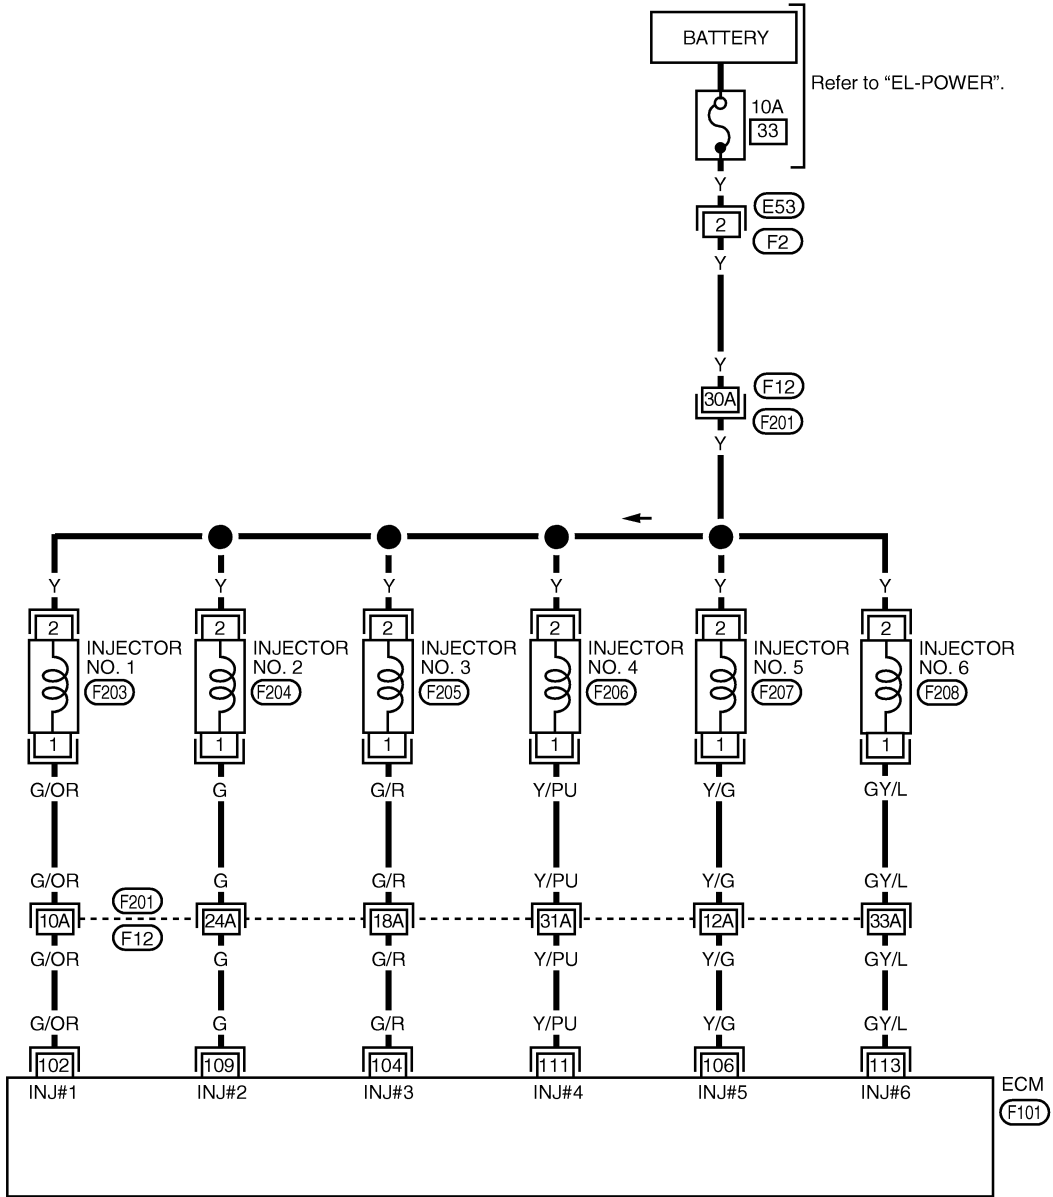 BATTERY
Refer to “EL-POWER”.
10A
33
Y
E53
2
F2
Y
Y
F12
30A
F201
Y
Y Y Y Y Y Y
2 2 2 2 2 2
INJECTOR NO. 1 F203
INJECTOR NO. 2 F204
INJECTOR NO. 3 F205
INJECTOR NO. 4 F206
INJECTOR NO. 5 F207
INJECTOR NO. 6 F208
1 1 1 1 1 1
G/OR G G/R Y/PU Y/G GY/L
G/OR G G/R Y/PU Y/G GY/L
F201
10A 24A 18A 31A 12A 33A
F12
G/OR G G/R Y/PU Y/G GY/L
G/OR G G/R Y/PU Y/G GY/L
102 109 104 111 106 113
INJ#1 INJ#2 INJ#3 INJ#4 INJ#5 INJ#6
ECM
F101